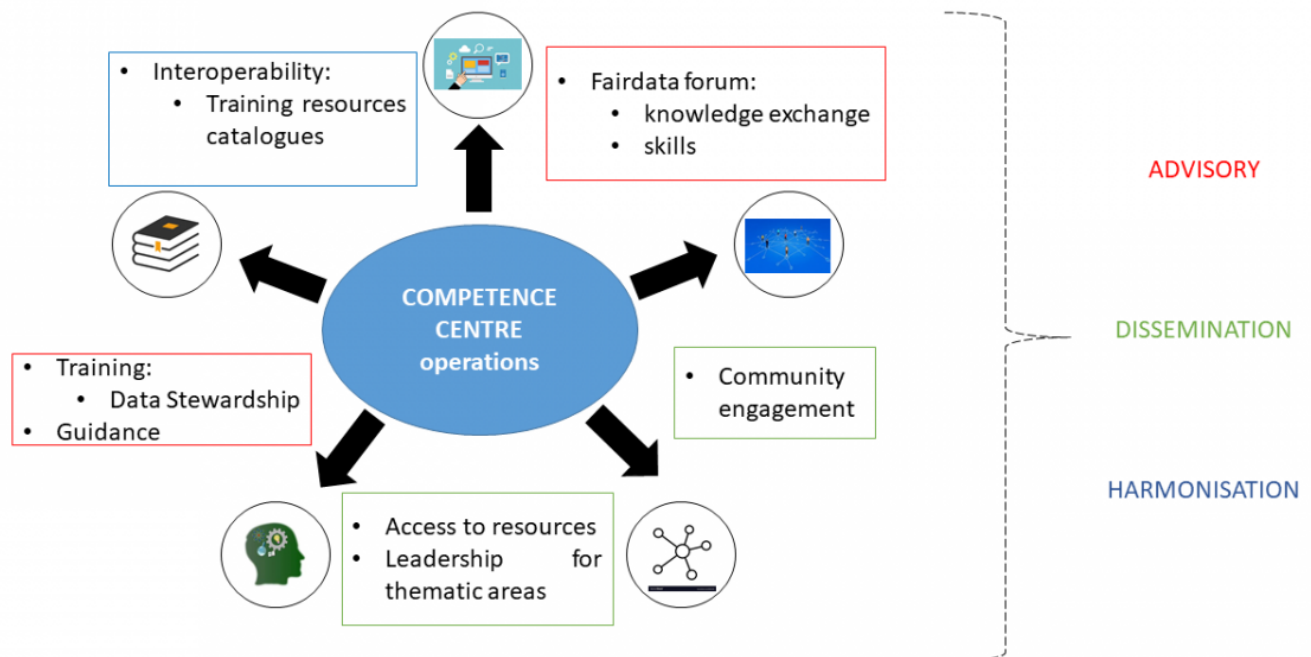 • Interoperability:
• Training resources
catalogues
• Fairdata forum:
• knowledge exchange
• skills
ADVISORY
COMPETENCE
CENTRE
operations
DISSEMINATION
• Training:
• Data Stewardship
• Guidance
• Community
engagement
HARMONISATION
• Access to resources
• Leadership for
thematic areas